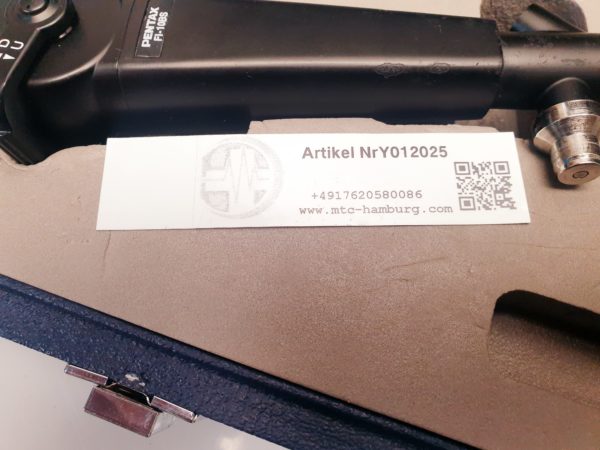 PENTAX
FI-10BS
D
U
Artikel NrY012025
+4917620580086
www.mtc-hamburg.com